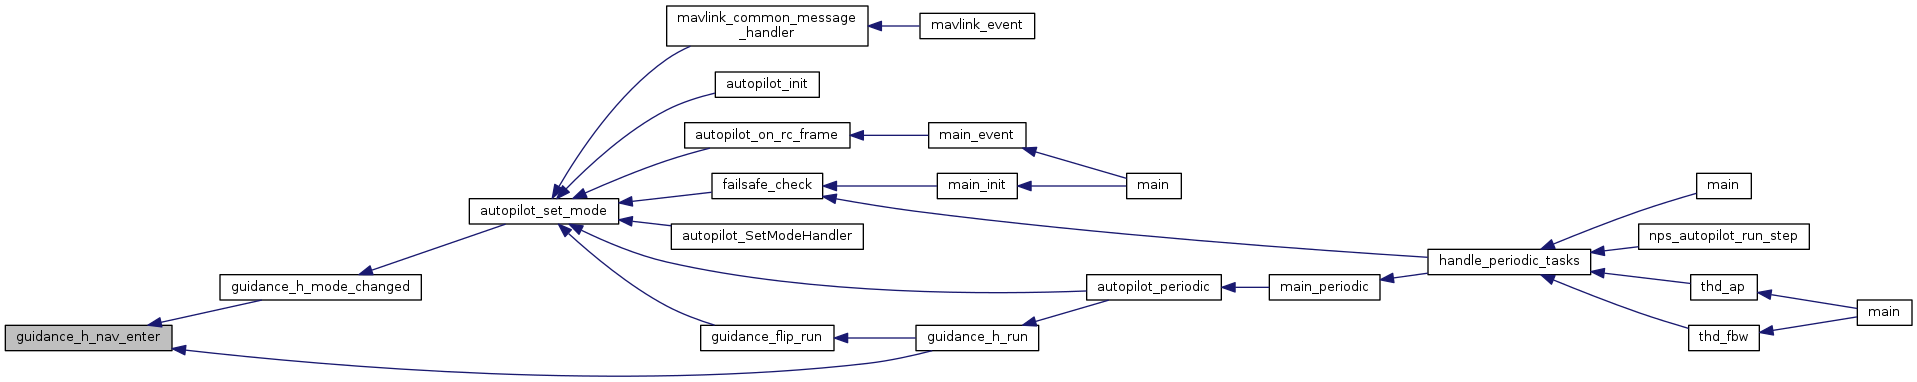 mavlink_common_message
_handler
mavlink_event
autopilot_init
autopilot_on_rc_frame
main_event
failsafe_check
main_init
main
main
autopilot_set_mode
autopilot_SetModeHandler
nps_autopilot_run_step
handle_periodic_tasks
guidance_h_mode_changed
autopilot_periodic
main_periodic
thd_ap
main
guidance_h_nav_enter
guidance_flip_run
guidance_h_run
thd_fbw